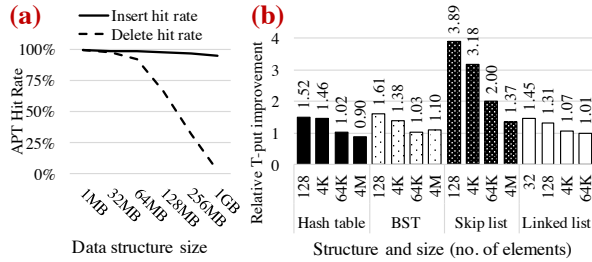 (a)
Insert hit rate
Delete hit rate
APT Hit Rate
100%
75%
50%
25%
0%
1MB
32MB
64MB
128MB
256MB
1GB
Data structure size
(b)
Relative T-put improvement
4
3
2
1
0
1.52
1.46
1.02
0.90
1.61
1.38
1.03
1.10
3.89
3.18
2.00
1.37
1.45
1.31
1.07
1.01
128
4K
64K
4M
128
4K
64K
4M
128
4K
64K
4M
32
128
4K
64K
Hash table
BST
Skip list
Linked list
Structure and size (no. of elements)